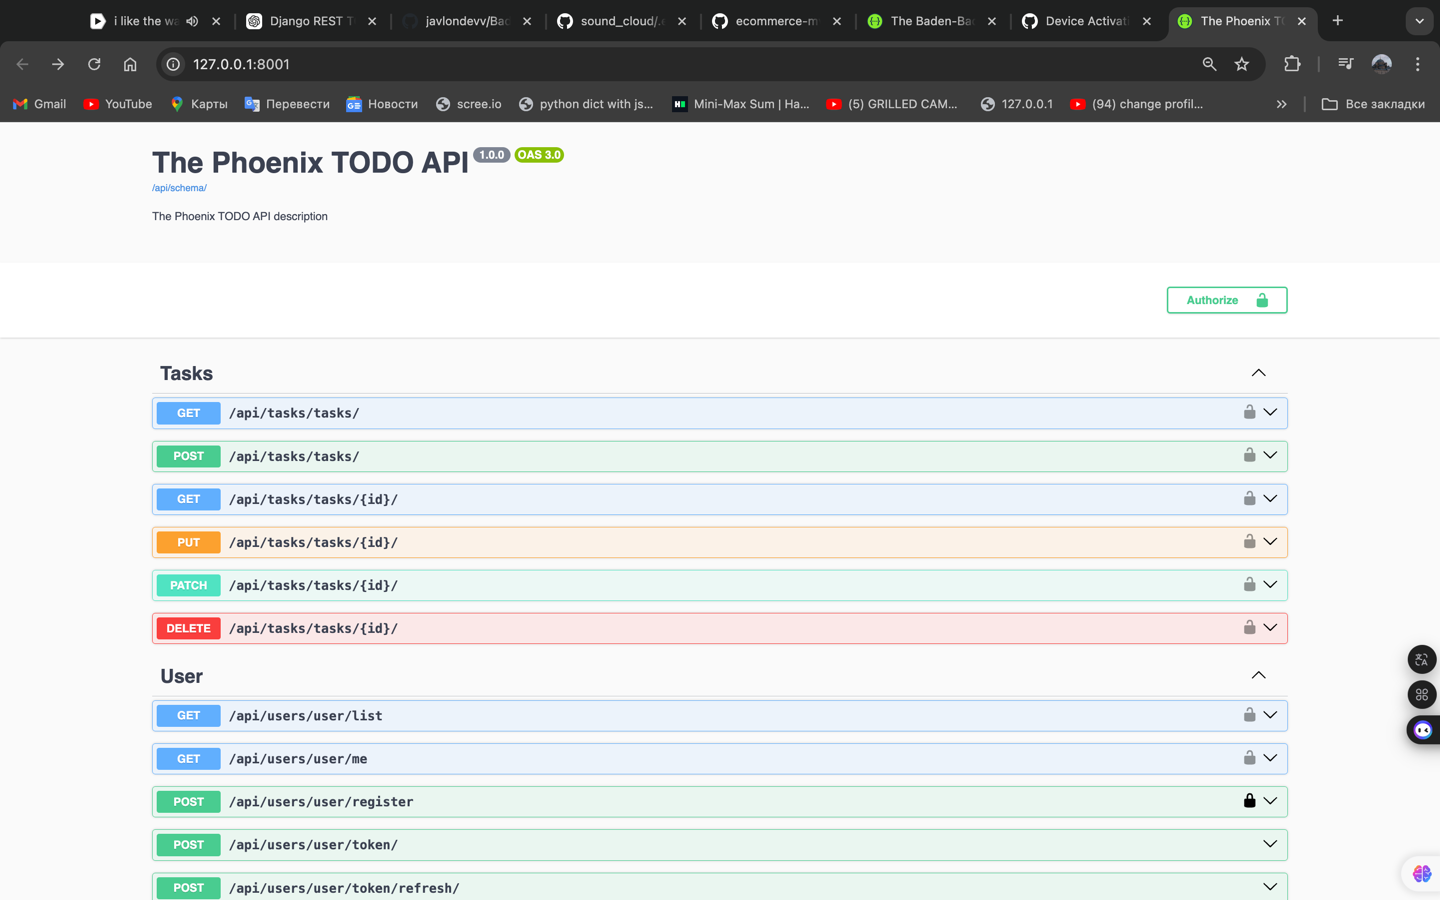 i like the wa
Django REST T
javlondevv/Bad
sound_cloud/.
ecommerce-m
The Baden-Bad
Device Activati
The Phoenix TO
127.0.0.1:8001
Gmail
YouTube
Карты
Перевести
Новости
scree.io
python dict with js...
Mini-Max Sum | Ha...
(5) GRILLED CAM...
127.0.0.1
(94) change profil...
Все закладки
The Phoenix TODO API 1.0.0 OAS 3.0
/api/schema/
The Phoenix TODO API description
Authorize
Tasks
GET /api/tasks/tasks/
POST /api/tasks/tasks/
GET /api/tasks/tasks/{id}/
PUT /api/tasks/tasks/{id}/
PATCH /api/tasks/tasks/{id}/
DELETE /api/tasks/tasks/{id}/
User
GET /api/users/user/list
GET /api/users/user/me
POST /api/users/user/register
POST /api/users/user/token/
POST /api/users/user/token/refresh/